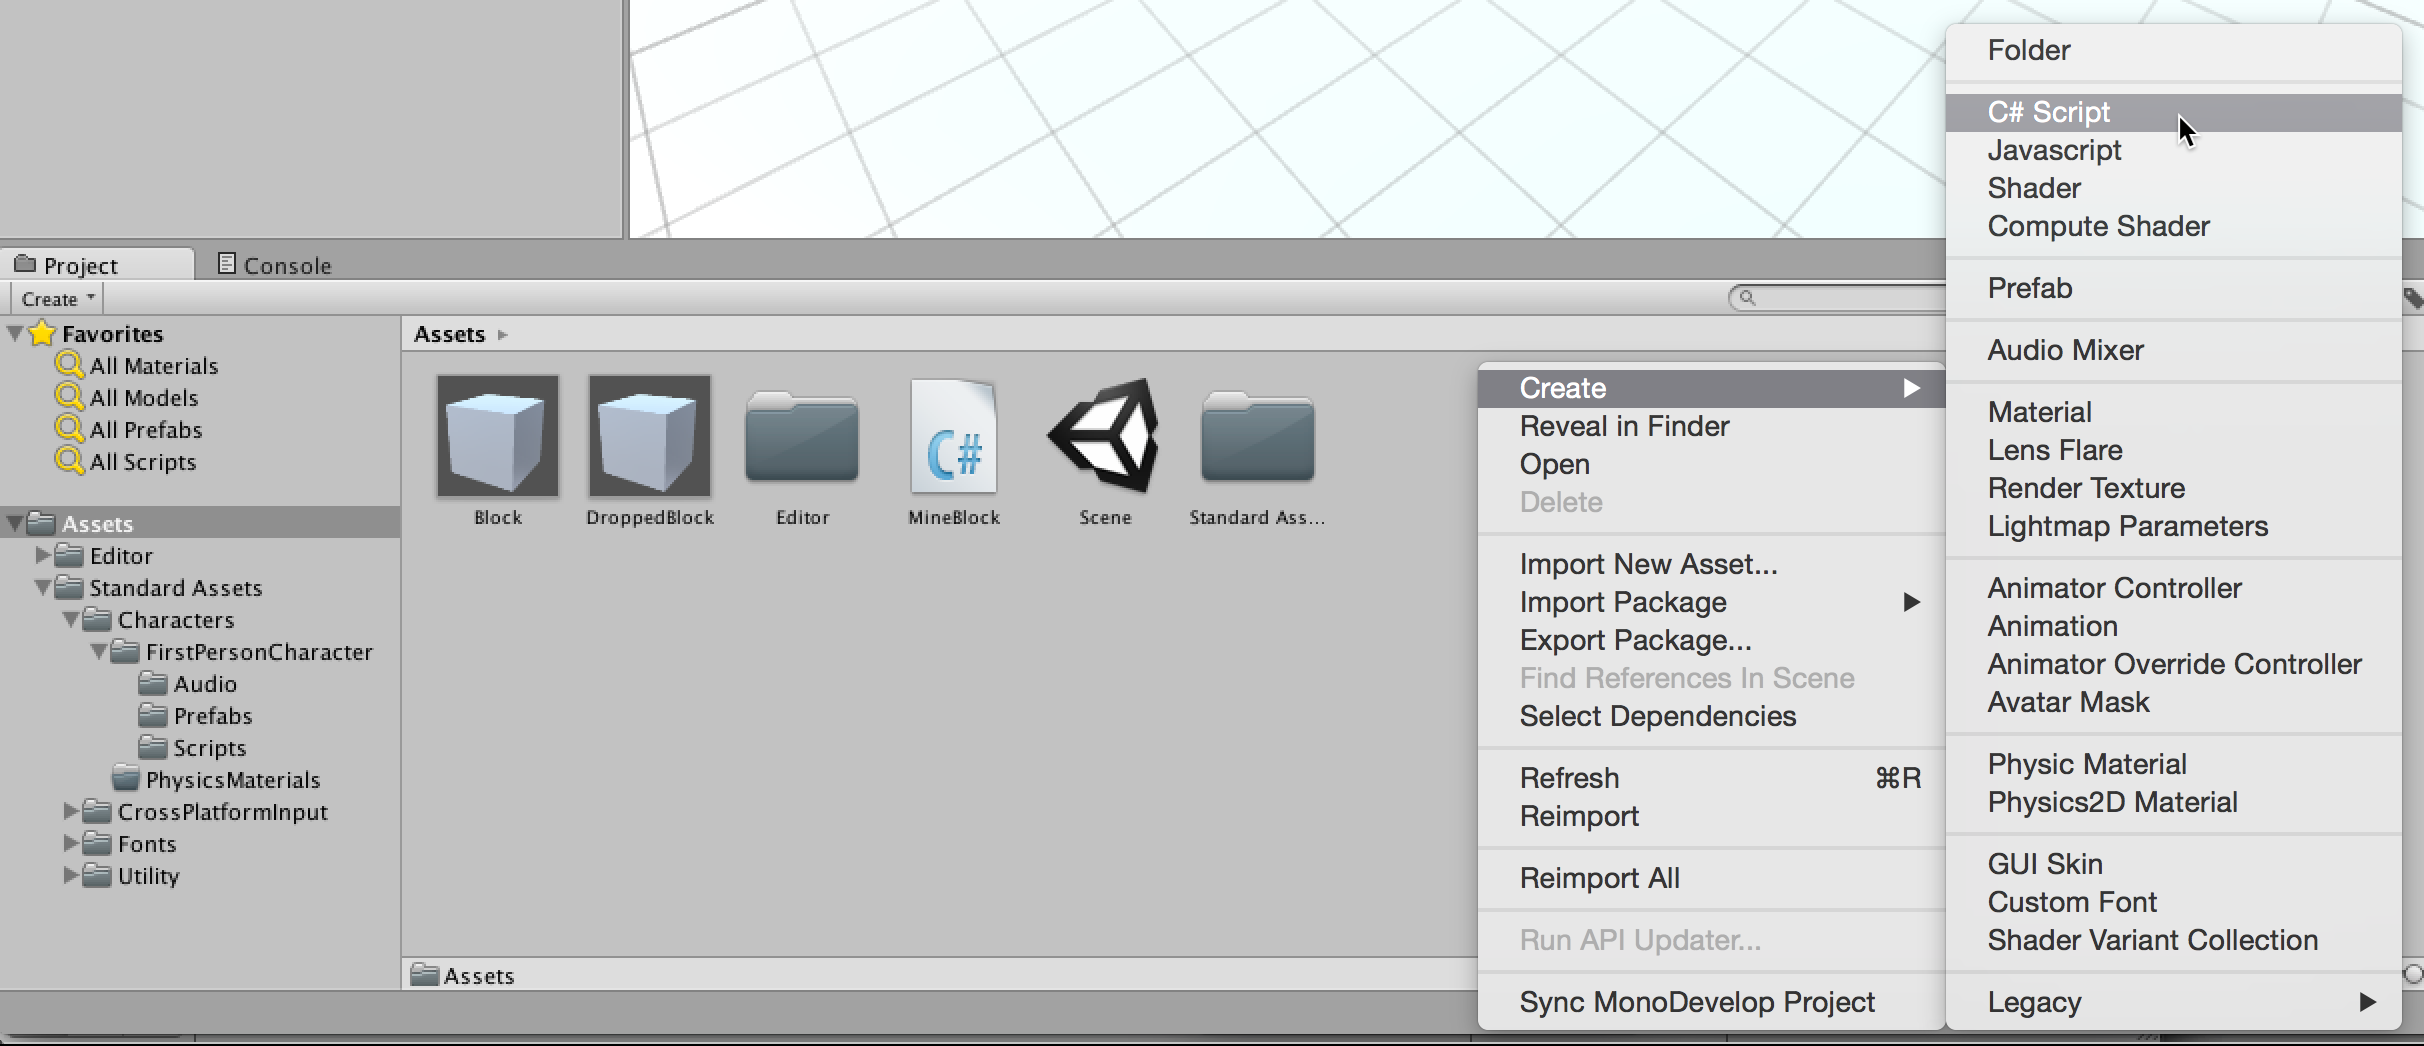 Project
Console
Create
Favorites
All Materials
All Models
All Prefabs
All Scripts
Assets
Editor
Standard Assets
Characters
FirstPersonCharacter
Audio
Prefabs
Scripts
PhysicsMaterials
CrossPlatformInput
Fonts
Utility
Assets
C#
Block
DroppedBlock
Editor
MineBlock
Scene
Standard Ass...
Assets
Create
Reveal in Finder
Open
Delete
Import New Asset...
Import Package
Export Package...
Find References In Scene
Select Dependencies
Refresh ⌘R
Reimport
Reimport All
Run API Updater...
Sync MonoDevelop Project
Folder
C# Script
Javascript
Shader
Compute Shader
Prefab
Audio Mixer
Material
Lens Flare
Render Texture
Lightmap Parameters
Animator Controller
Animation
Animator Override Controller
Avatar Mask
Physic Material
Physics2D Material
GUI Skin
Custom Font
Shader Variant Collection
Legacy